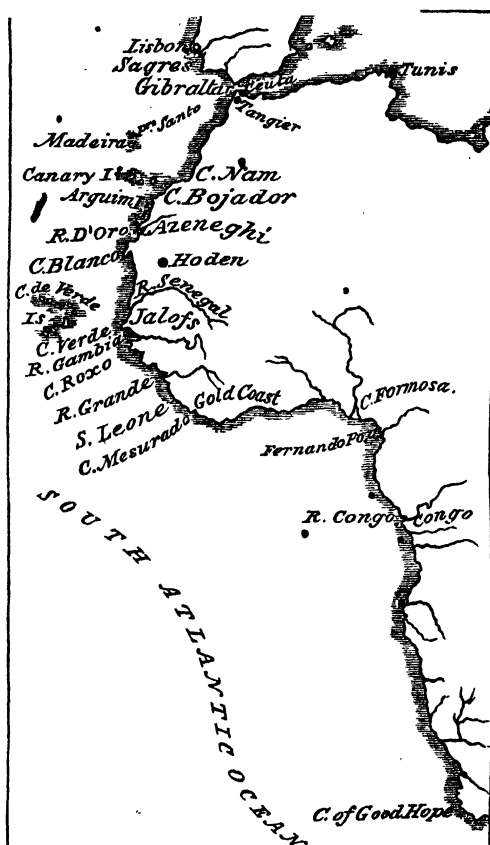 Lisbon
Sagres
Gibraltar
Ceuta
Tunis
Pto. Santo
Tangier
Madeira
Canary I.
C. Nam
Arguim I.
C. Bojador
R. D'Oro
Azeneghi
C. Blanco
Hoden
C. de Verde
Is
R. Senegal
Jalofs
C. Verde
R. Gambia
C. Roxo
R. Grande
Gold Coast
C. Formosa.
S. Leone
C. Mesurado
Fernando Po
R. Congo
Congo
SOUTH ATLANTIC OCEAN
C. of Good Hope